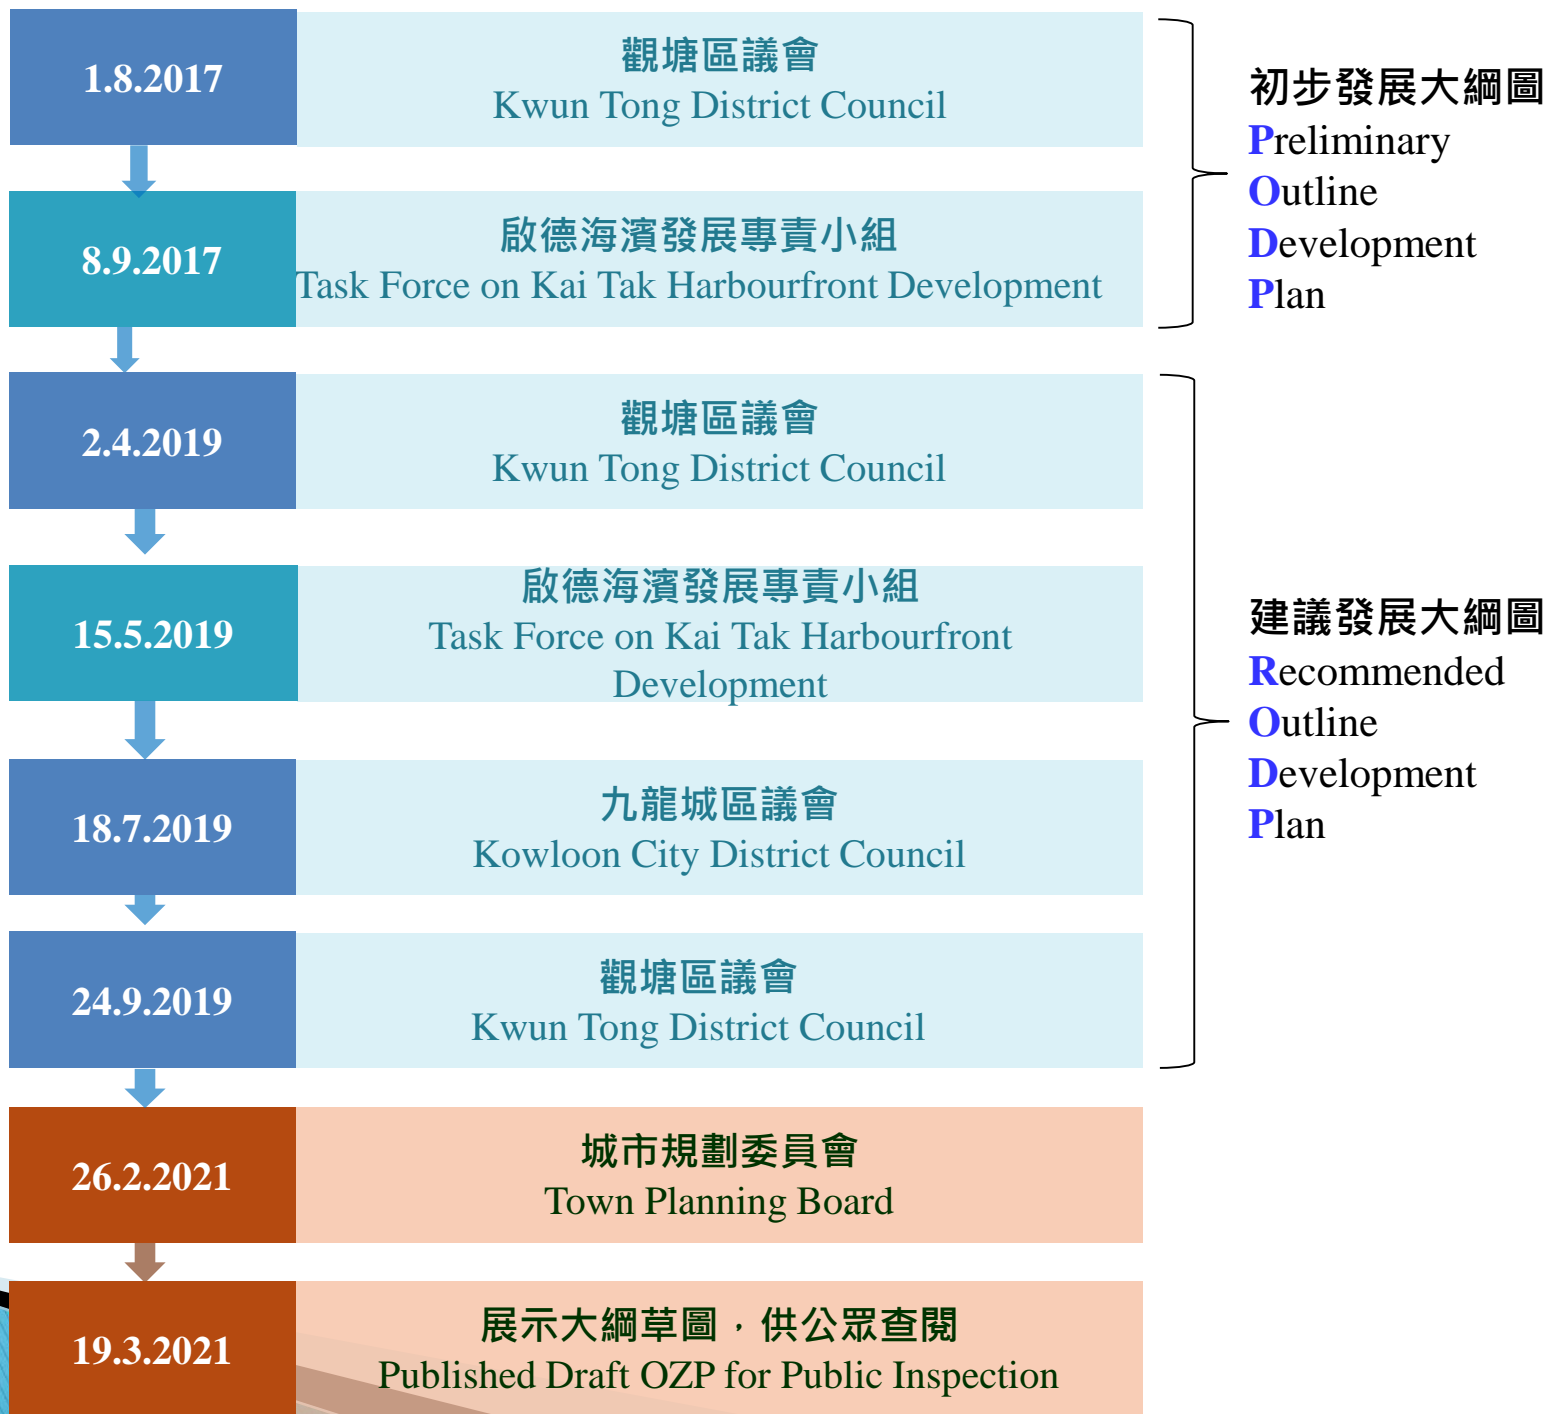 1.8.2017
觀塘區議會
Kwun Tong District Council
8.9.2017
啟德海濱發展專責小組
Task Force on Kai Tak Harbourfront Development
初步發展大綱圖
Preliminary
Outline
Development
Plan
2.4.2019
觀塘區議會
Kwun Tong District Council
15.5.2019
啟德海濱發展專責小組
Task Force on Kai Tak Harbourfront
Development
18.7.2019
九龍城區議會
Kowloon City District Council
24.9.2019
觀塘區議會
Kwun Tong District Council
建議發展大綱圖
Recommended
Outline
Development
Plan
26.2.2021
城市規劃委員會
Town Planning Board
19.3.2021
展示大綱草圖，供公眾查閱
Published Draft OZP for Public Inspection